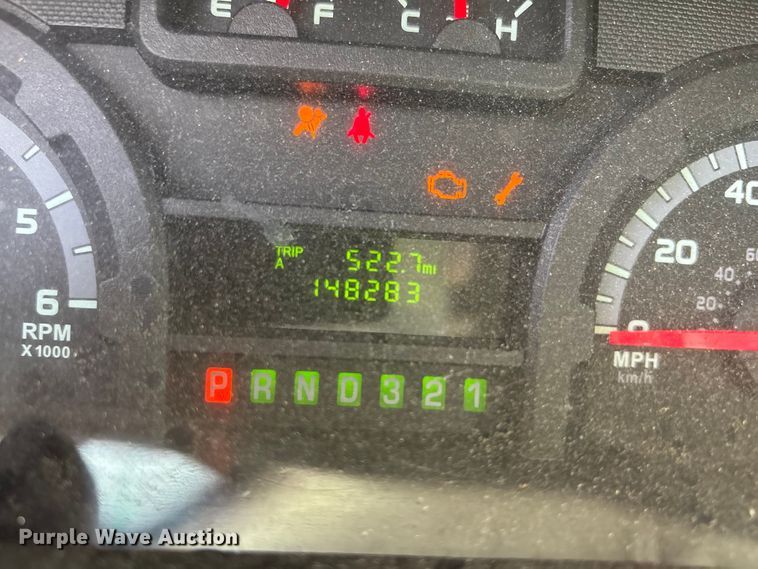 E F C H
TRIP 522.7mi
A
148283
5
6
RPM
X 1000
P R N D 3 2 1
40
20
0
60
40
20
MPH
km/h
Purple Wave Auction